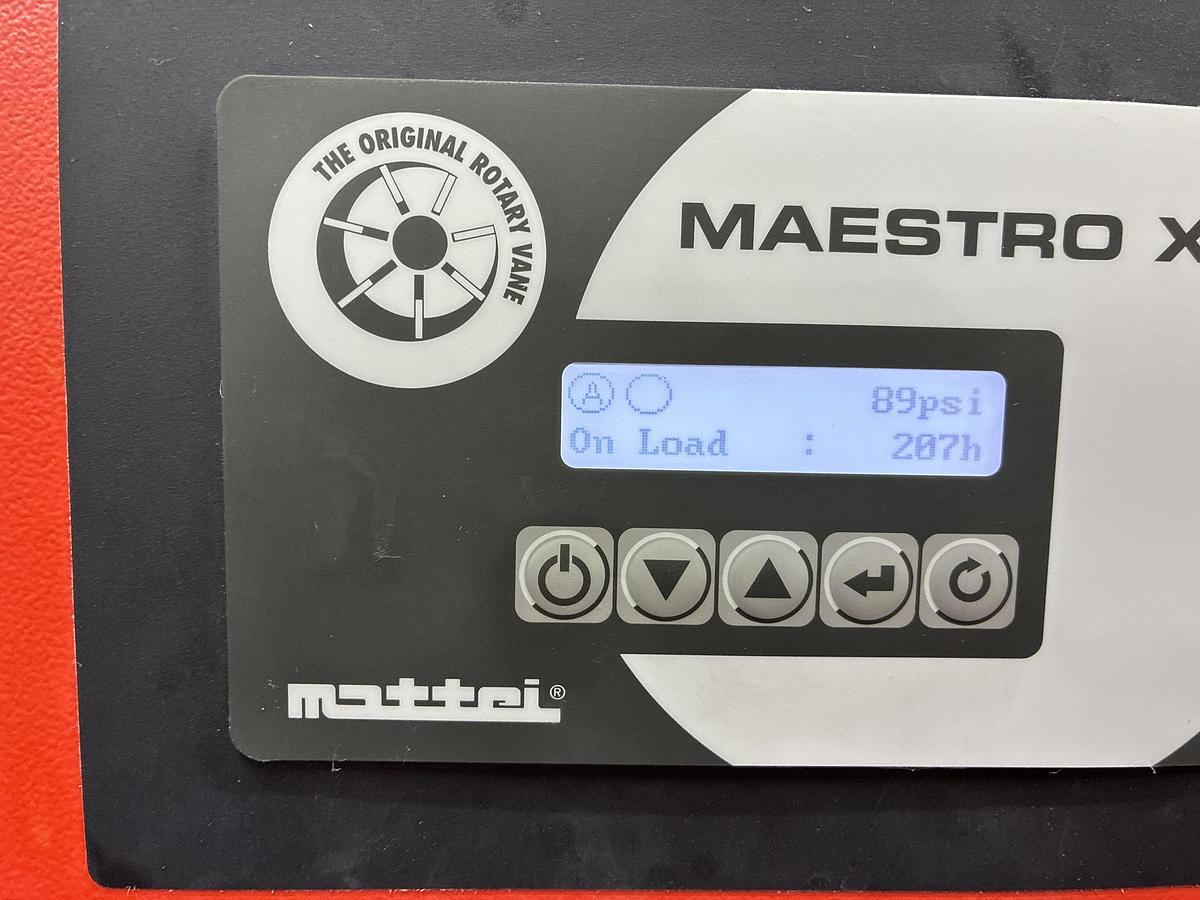 THE ORIGINAL ROTARY VANE
MAESTRO X
A 89psi
On Load : 207h
mattei®